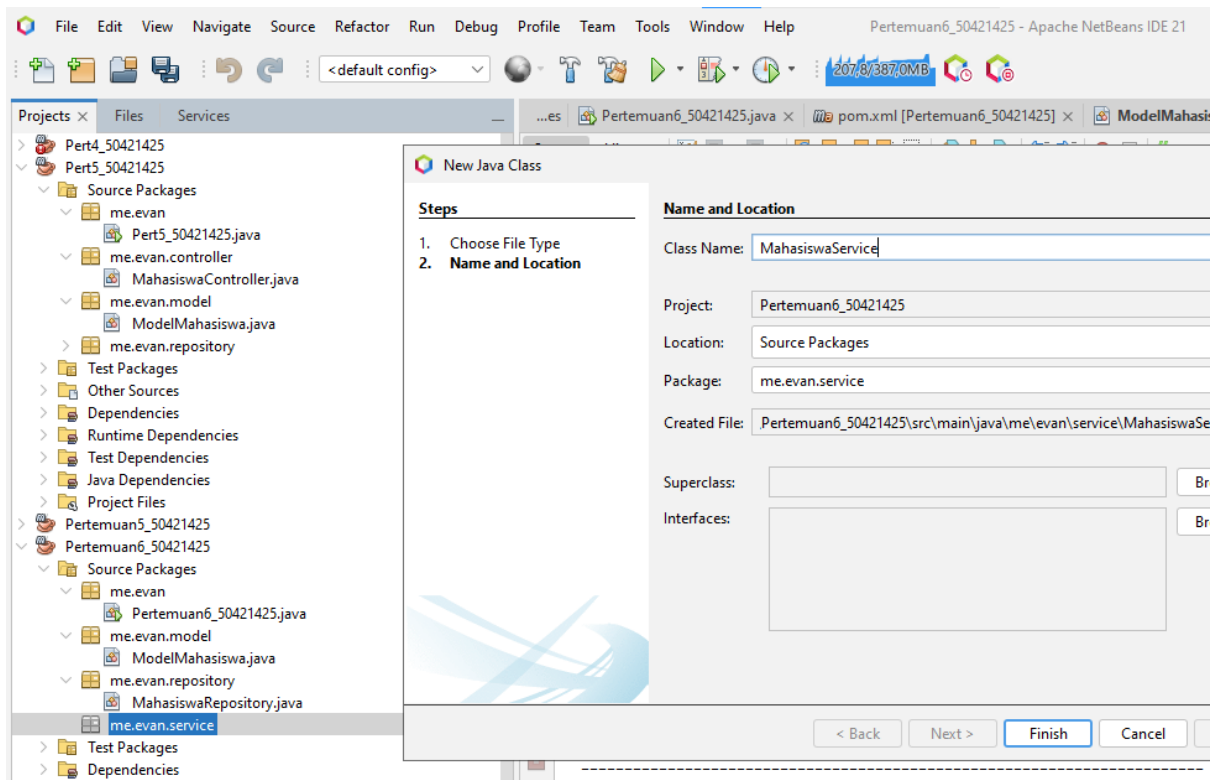 File Edit View Navigate Source Refactor Run Debug Profile Team Tools Window Help Pertemuan6_50421425 - Apache NetBeans IDE 21
<default config> 207,8/387,0MB
Projects Files Services
...es Pertemuan6_50421425.java pom.xml [Pertemuan6_50421425] ModelMahasis
Pert4_50421425
Pert5_50421425
Source Packages
me.evan
Pert5_50421425.java
me.evan.controller
MahasiswaController.java
me.evan.model
ModelMahasiswa.java
me.evan.repository
Test Packages
Other Sources
Dependencies
Runtime Dependencies
Test Dependencies
Java Dependencies
Project Files
Pertemuan5_50421425
Pertemuan6_50421425
Source Packages
me.evan
Pertemuan6_50421425.java
me.evan.model
ModelMahasiswa.java
me.evan.repository
MahasiswaRepository.java
me.evan.service
Test Packages
Dependencies
New Java Class
Steps
1. Choose File Type
2. Name and Location
Name and Location
Class Name: MahasiswaService
Project: Pertemuan6_50421425
Location: Source Packages
Package: me.evan.service
Created File: Pertemuan6_50421425\src\main\java\me\evan\service\MahasiswaSe
Superclass: Br
Interfaces: Br
< Back Next > Finish Cancel